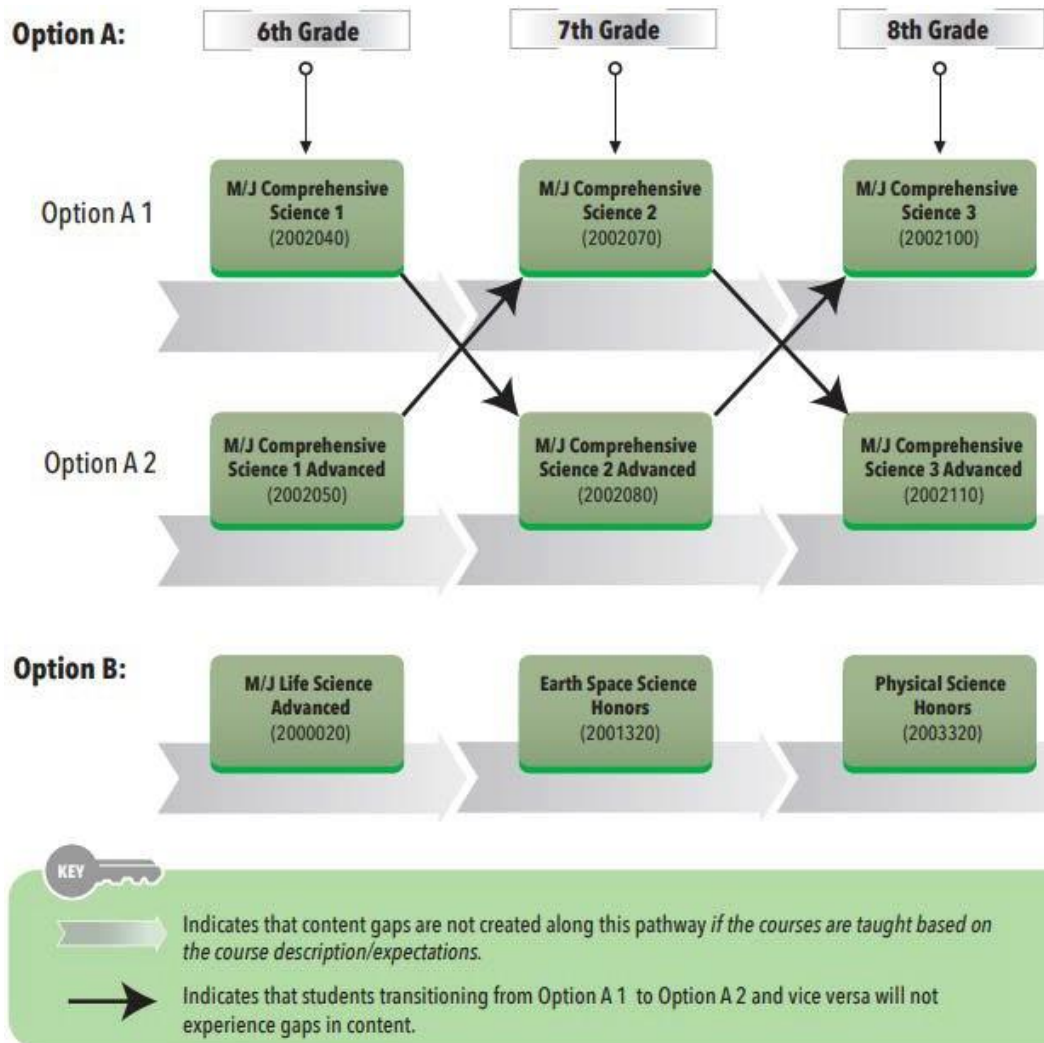 Option A:
6th Grade
7th Grade
8th Grade
Option A 1
M/J Comprehensive
Science 1
(2002040)
M/J Comprehensive
Science 2
(2002070)
M/J Comprehensive
Science 3
(2002100)
Option A 2
M/J Comprehensive
Science 1 Advanced
(2002050)
M/J Comprehensive
Science 2 Advanced
(2002080)
M/J Comprehensive
Science 3 Advanced
(2002110)
Option B:
M/J Life Science
Advanced
(2000020)
Earth Space Science
Honors
(2001320)
Physical Science
Honors
(2003320)
KEY
Indicates that content gaps are not created along this pathway if the courses are taught based on
the course description/expectations.
Indicates that students transitioning from Option A 1 to Option A 2 and vice versa will not
experience gaps in content.